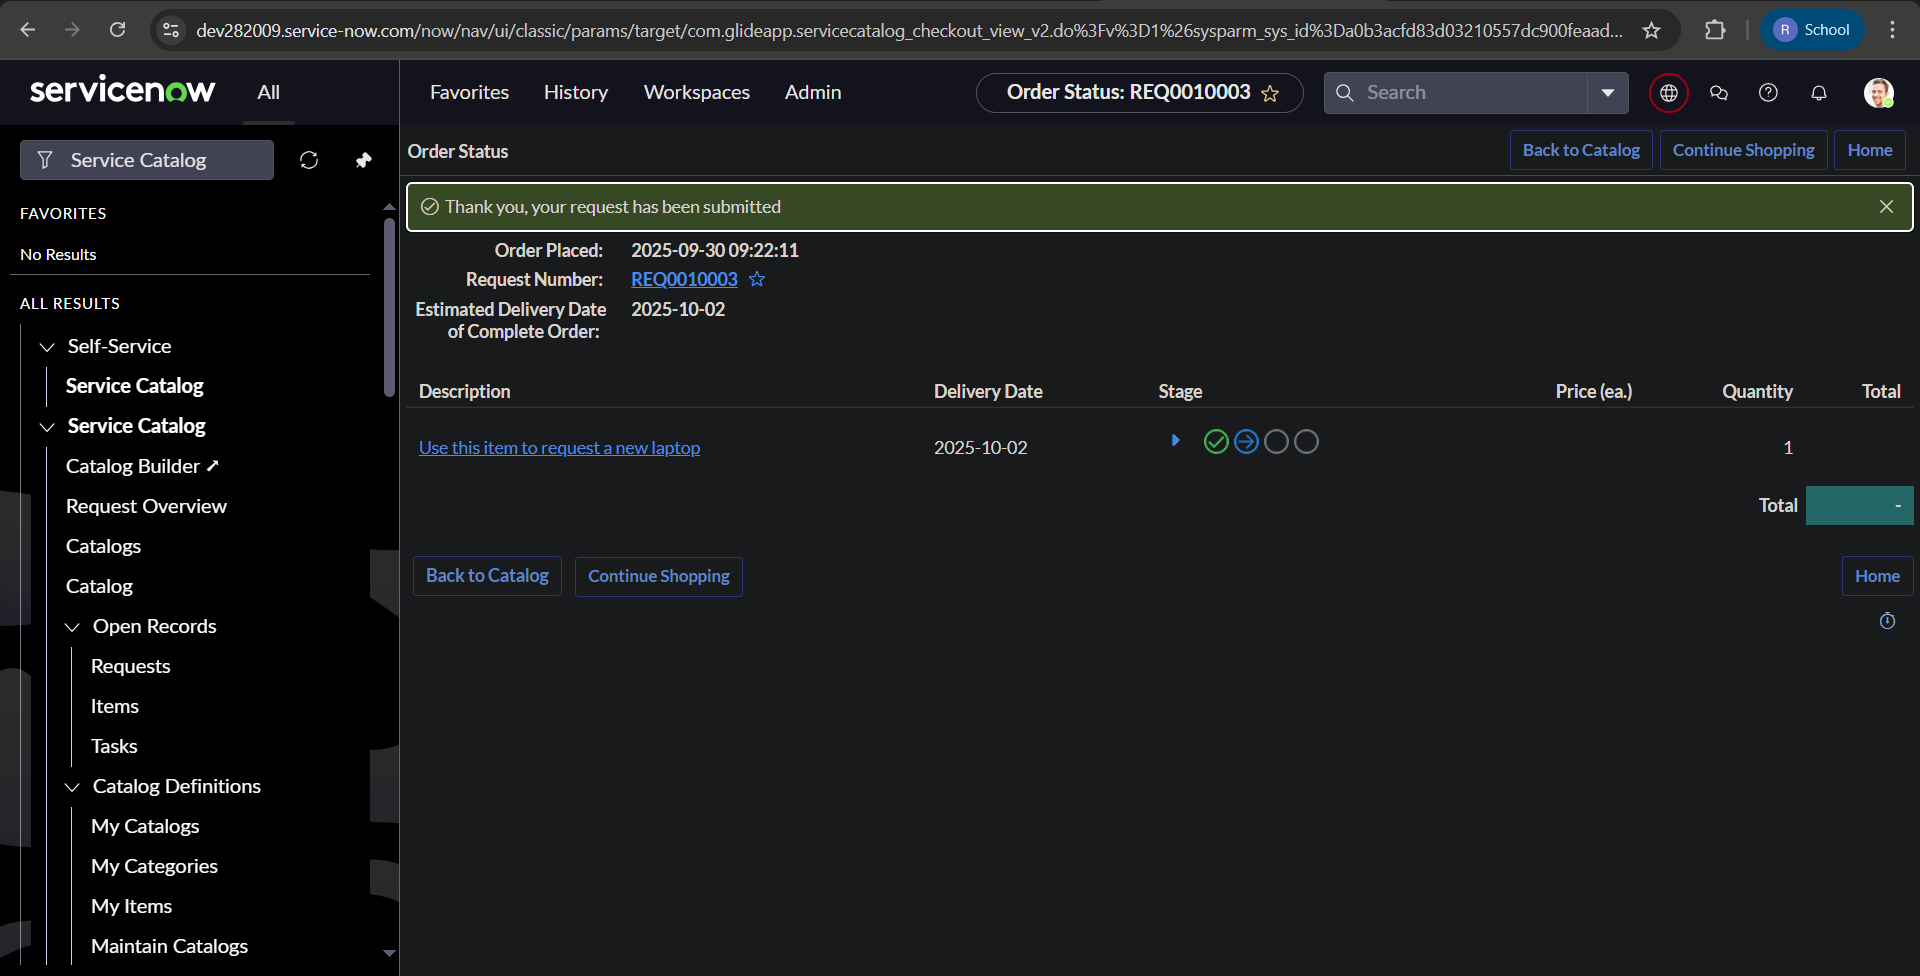 dev282009.service-now.com/now/nav/ui/classic/params/target/com.glideapp.servicecatalog_checkout_view_v2.do%3Fv%3D1%26sysparm_sys_id%3Da0b3acfd83d03210557dc900feaad...
R School
servicenow All Favorites History Workspaces Admin Order Status: REQ0010003 Search
Service Catalog
FAVORITES
No Results
ALL RESULTS
Self-Service
Service Catalog
Service Catalog
Catalog Builder
Request Overview
Catalogs
Catalog
Open Records
Requests
Items
Tasks
Catalog Definitions
My Catalogs
My Categories
My Items
Maintain Catalogs
Order Status Back to Catalog Continue Shopping Home
Thank you, your request has been submitted
Order Placed: 2025-09-30 09:22:11
Request Number: REQ0010003
Estimated Delivery Date 2025-10-02
of Complete Order:
Description Delivery Date Stage Price (ea.) Quantity Total
Use this item to request a new laptop 2025-10-02 1
Total -
Back to Catalog Continue Shopping Home